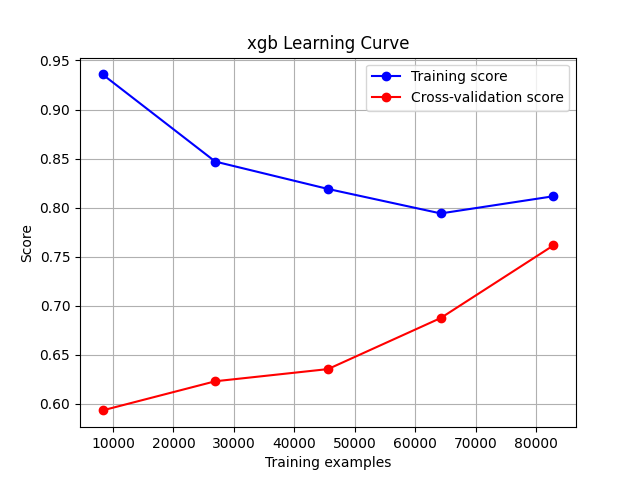 xgb Learning Curve
Training score
Cross-validation score
Score
0.95
0.90
0.85
0.80
0.75
0.70
0.65
0.60
10000 20000 30000 40000 50000 60000 70000 80000
Training examples